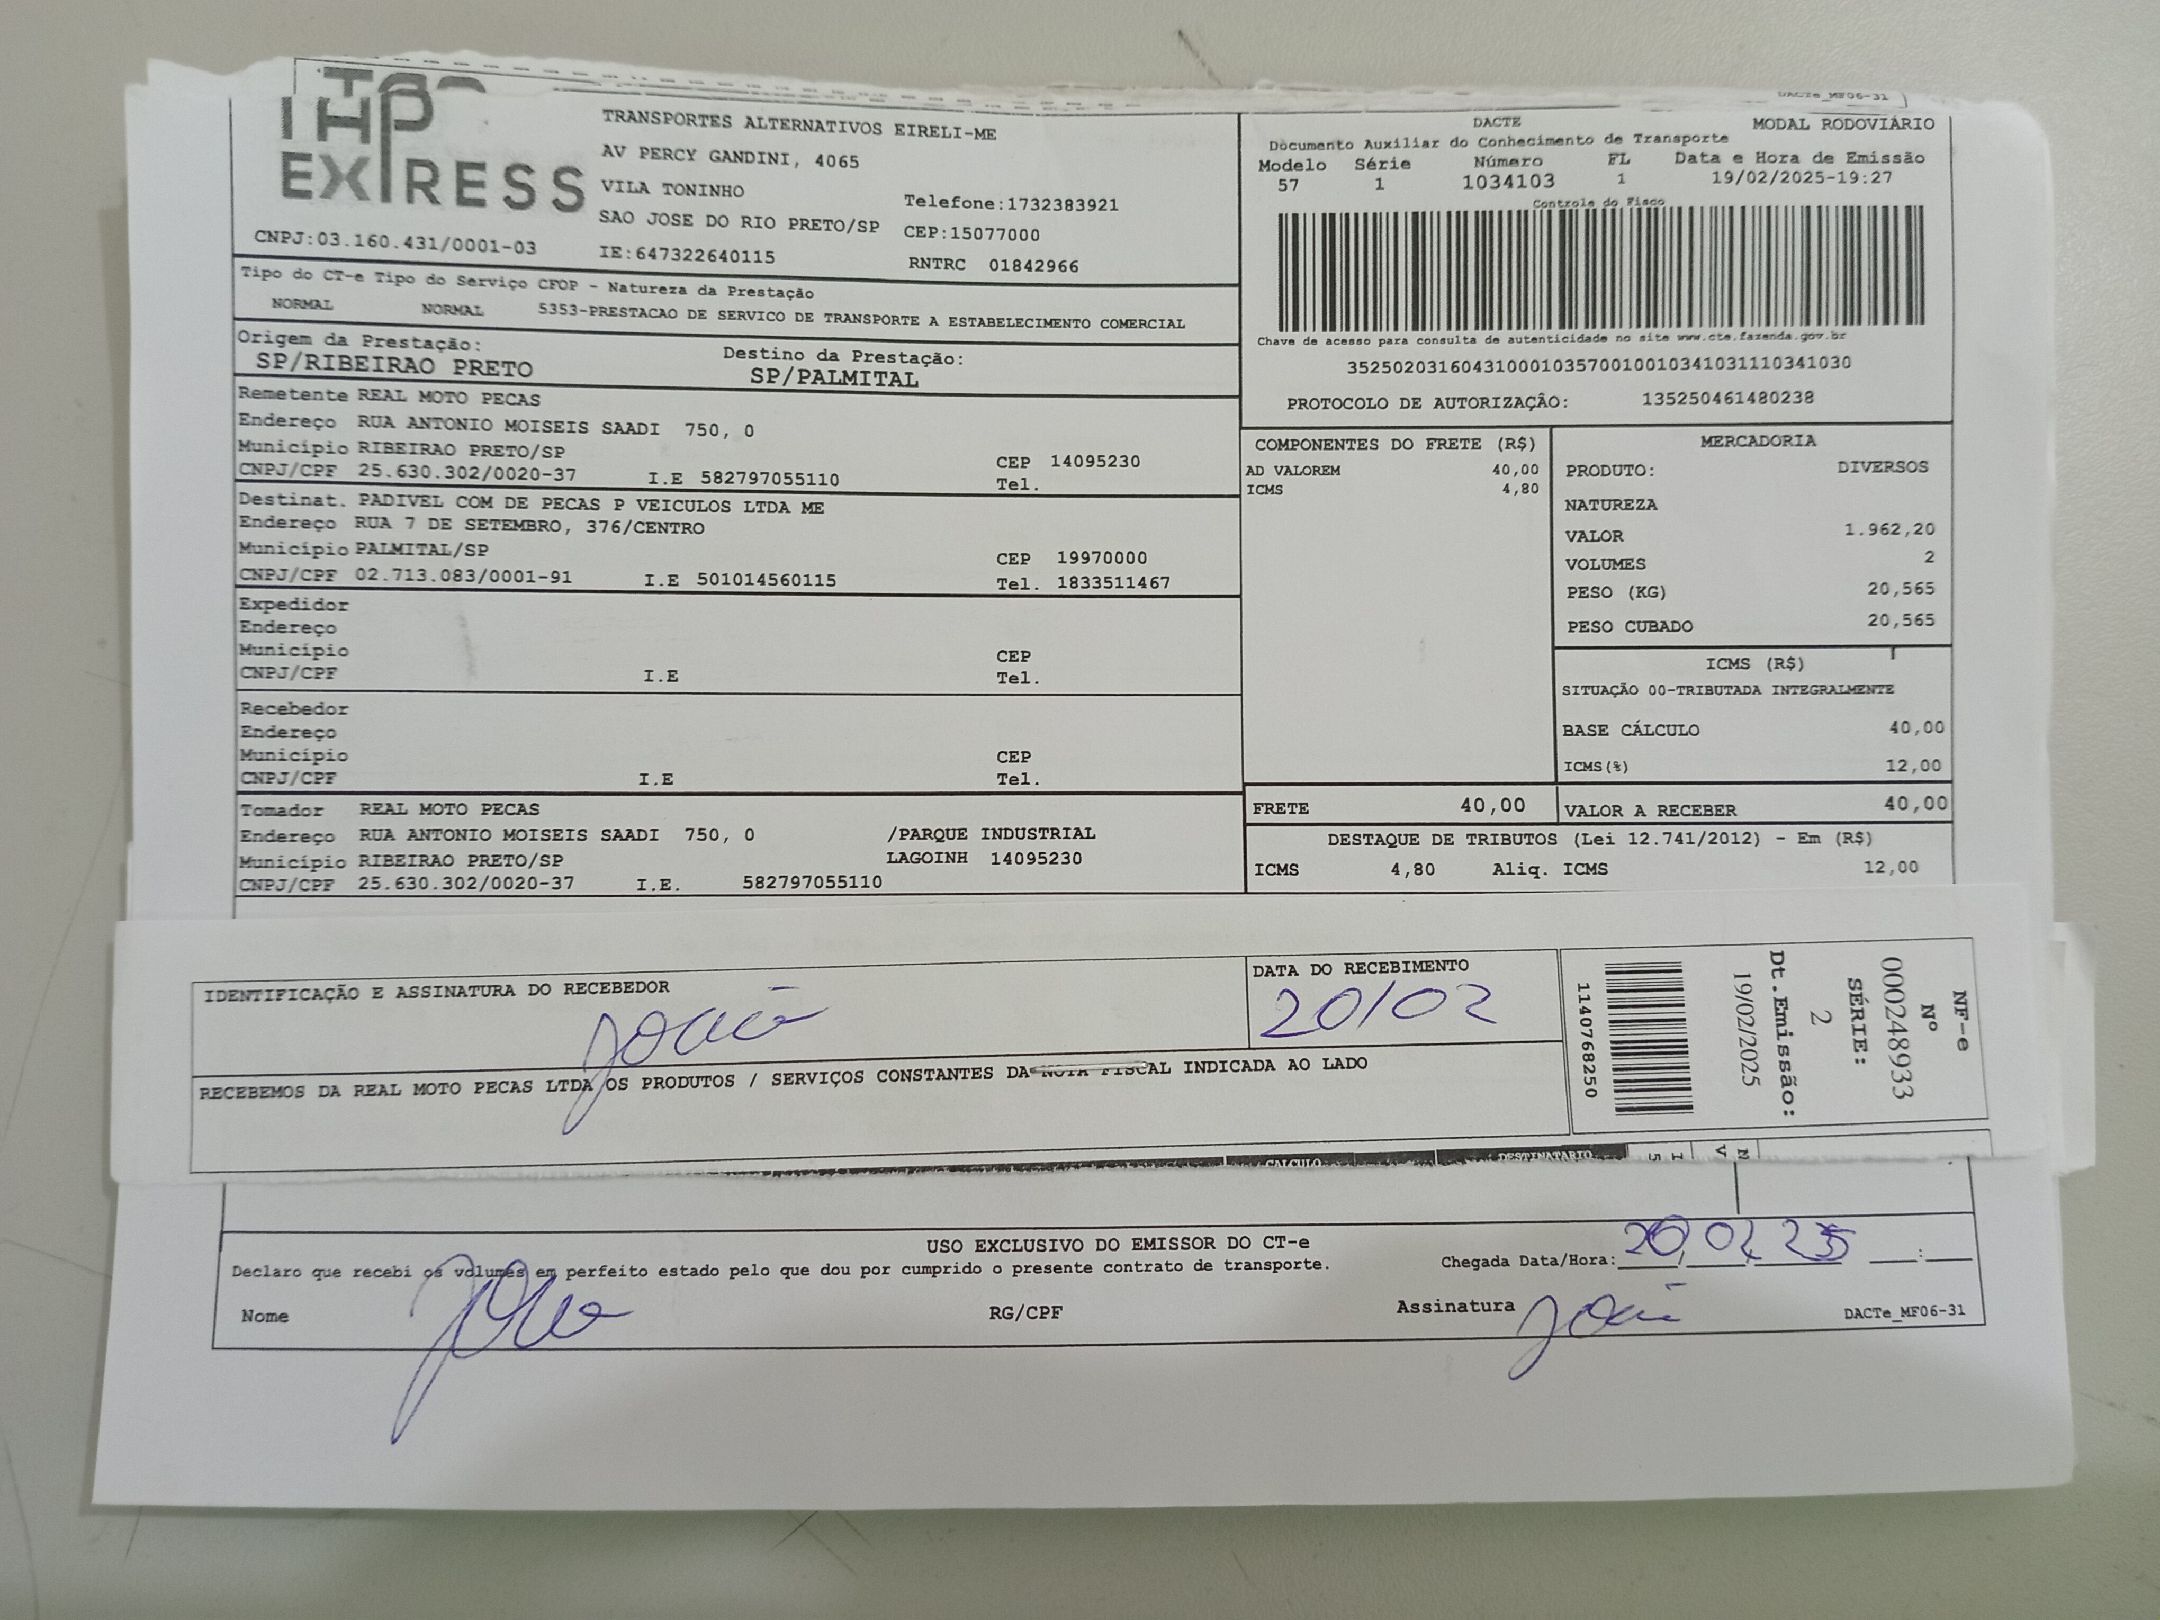 DACTe_MF06-31
EXPRESS
CNPJ:03.160.431/0001-03
TRANSPORTES ALTERNATIVOS EIRELI-ME
AV PERCY GANDINI, 4065
VILA TONINHO
Telefone:1732383921
SAO JOSE DO RIO PRETO/SP CEP:15077000
IE:647322640115 RNTRC 01842966
DACTE MODAL RODOVIÁRIO
Documento Auxiliar do Conhecimento de Transporte
Modelo Série Número FL Data e Hora de Emissão
57 1 1034103 1 19/02/2025-19:27
Controle do Fisco
Chave de acesso para consulta de autenticidade no site www.cte.fazenda.gov.br
35250203160431000103570010010341031110341030
PROTOCOLO DE AUTORIZAÇÃO: 135250461480238
Tipo do CT-e Tipo do Serviço CFOP - Natureza da Prestação
NORMAL NORMAL 5353-PRESTACAO DE SERVICO DE TRANSPORTE A ESTABELECIMENTO COMERCIAL
Origem da Prestação: Destino da Prestação:
SP/RIBEIRAO PRETO SP/PALMITAL
Remetente REAL MOTO PECAS
Endereço RUA ANTONIO MOISEIS SAADI 750, 0
Município RIBEIRAO PRETO/SP CEP 14095230
CNPJ/CPF 25.630.302/0020-37 I.E 582797055110 Tel.
Destinat. PADIVEL COM DE PECAS P VEICULOS LTDA ME
Endereço RUA 7 DE SETEMBRO, 376/CENTRO
Município PALMITAL/SP CEP 19970000
CNPJ/CPF 02.713.083/0001-91 I.E 501014560115 Tel. 1833511467
Expedidor
Endereço
Município CEP
CNPJ/CPF I.E Tel.
Recebedor
Endereço
Município CEP
CNPJ/CPF I.E Tel.
Tomador REAL MOTO PECAS
Endereço RUA ANTONIO MOISEIS SAADI 750, 0 /PARQUE INDUSTRIAL
Município RIBEIRAO PRETO/SP LAGOINH 14095230
CNPJ/CPF 25.630.302/0020-37 I.E. 582797055110
COMPONENTES DO FRETE (R$)
AD VALOREM 40,00
ICMS 4,80
MERCADORIA
PRODUTO: DIVERSOS
NATUREZA
VALOR 1.962,20
VOLUMES 2
PESO (KG) 20,565
PESO CUBADO 20,565
ICMS (R$)
SITUAÇÃO 00-TRIBUTADA INTEGRALMENTE
BASE CÁLCULO 40,00
ICMS(%) 12,00
FRETE 40,00 VALOR A RECEBER 40,00
DESTAQUE DE TRIBUTOS (Lei 12.741/2012) - Em (R$)
ICMS 4,80 Aliq. ICMS 12,00
IDENTIFICAÇÃO E ASSINATURA DO RECEBEDOR
João
DATA DO RECEBIMENTO
20/02
RECEBEMOS DA REAL MOTO PECAS LTDA OS PRODUTOS / SERVIÇOS CONSTANTES DA NOTA FISCAL INDICADA AO LADO
NF-e
Nº
000248933
SÉRIE:
2
Dt.Emissão:
19/02/2025
1140768250
CALCULO
DESTINATARIO
USO EXCLUSIVO DO EMISSOR DO CT-e
Declaro que recebi os volumes em perfeito estado pelo que dou por cumprido o presente contrato de transporte.
Chegada Data/Hora: 20/02/25 __:__
Nome RG/CPF Assinatura João
DACTe_MF06-31